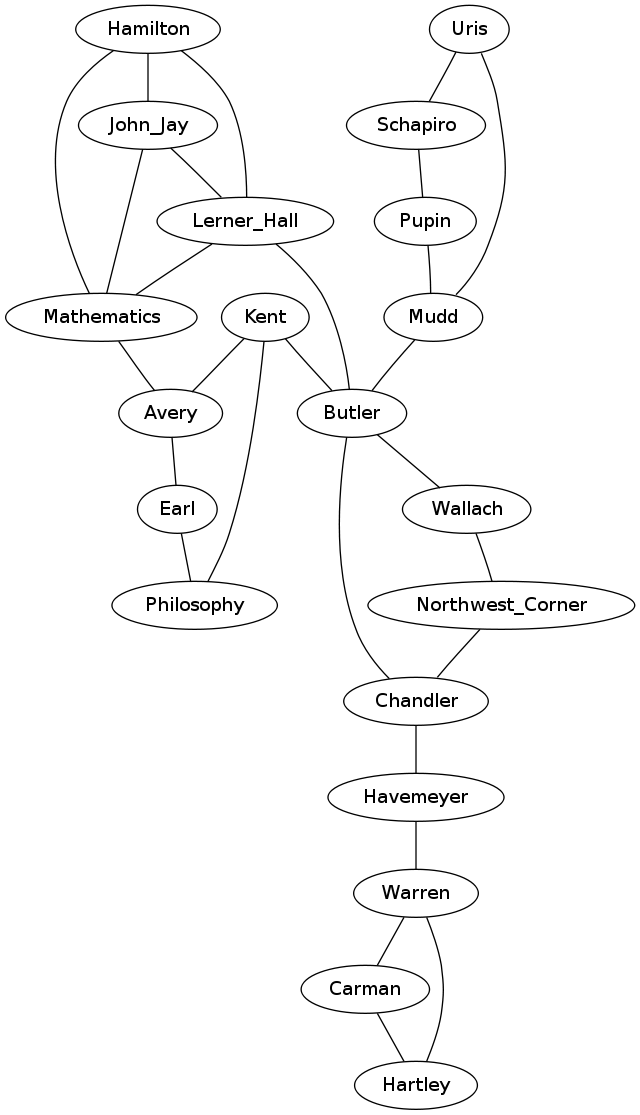 Hamilton
Uris
John_Jay
Schapiro
Lerner_Hall
Pupin
Mathematics
Kent
Mudd
Avery
Butler
Earl
Wallach
Philosophy
Northwest_Corner
Chandler
Havemeyer
Warren
Carman
Hartley